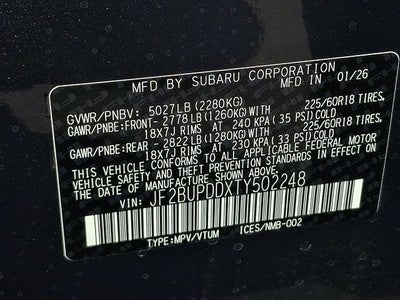 MFD BY SUBARU CORPORATION
IN 01/26
GVWR/PNBV: 5027LB (2280KG)
GAWR/PNBE:FRONT- 2778LB (1260KG) WITH 225/60R18 TIRES,
18X7J RIMS AT 240 KPA ( 35 PSI) COLD
GAWR/PNBE:REAR - 2822LB (1280KG) WITH 225/60R18 TIRES,
18X7J RIMS AT 230 KPA ( 33 PSI) COLD
THIS VEHICLE CONFORMS TO ALL APPLICABLE FEDERAL
MOTOR VEHICLE SAFETY AND THEFT PREVENTION STANDARDS IN EFFECT
ON THE DATE OF MANUFACTURE SHOWN ABOVE.
VIN: JF2BUPDDXTY502248
TYPE:MPV/VTUM ICES/NMB-002